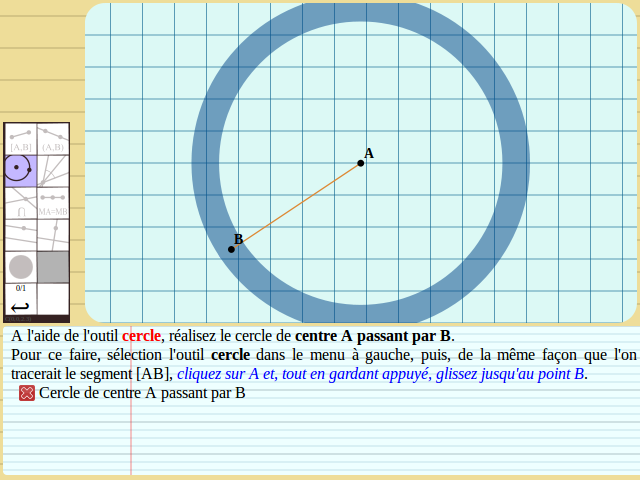 A
B
[A,B] (A,B)
MA=MB
0/1
A l'aide de l'outil cercle, réalisez le cercle de centre A passant par B.
Pour ce faire, sélection l'outil cercle dans le menu à gauche, puis, de la même façon que l'on
tracerait le segment [AB], cliquez sur A et, tout en gardant appuyé, glissez jusqu'au point B.
Cercle de centre A passant par B